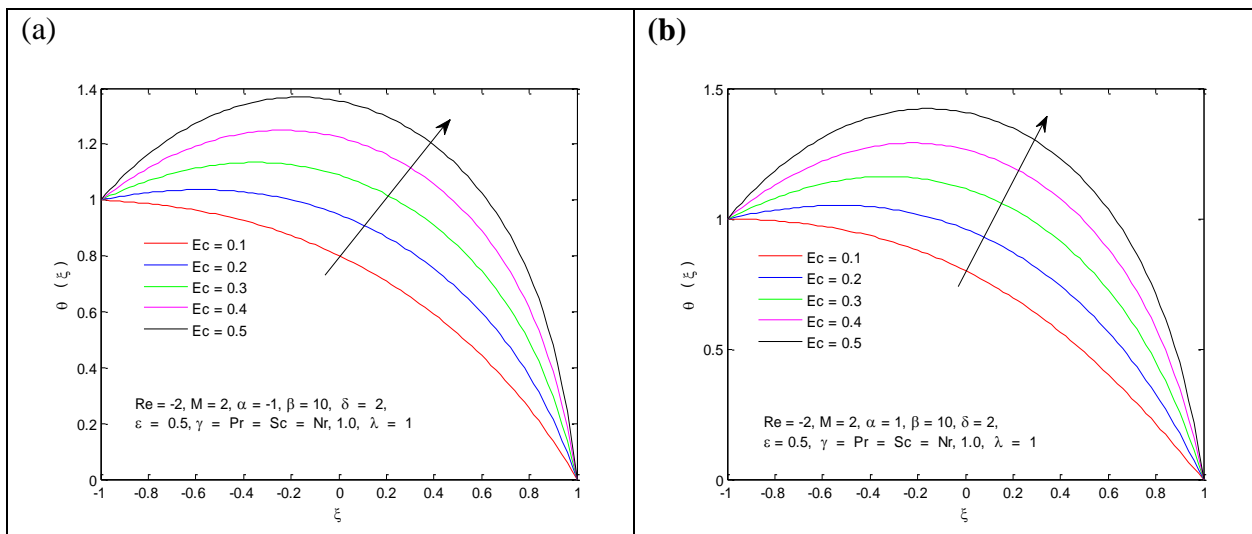 (a)
1.4
1.2
1
0.8
0.6
0.4
0.2
0
θ (ξ)
Ec = 0.1
Ec = 0.2
Ec = 0.3
Ec = 0.4
Ec = 0.5
Re = -2, M = 2, α = -1, β = 10, δ = 2,
ε = 0.5, γ = Pr = Sc = Nr, 1.0, λ = 1
-1 -0.8 -0.6 -0.4 -0.2 0 0.2 0.4 0.6 0.8 1
ξ
(b)
1.5
1
0.5
0
θ (ξ)
Ec = 0.1
Ec = 0.2
Ec = 0.3
Ec = 0.4
Ec = 0.5
Re = -2, M = 2, α = 1, β = 10, δ = 2,
ε = 0.5, γ = Pr = Sc = Nr, 1.0, λ = 1
-1 -0.8 -0.6 -0.4 -0.2 0 0.2 0.4 0.6 0.8 1
ξ